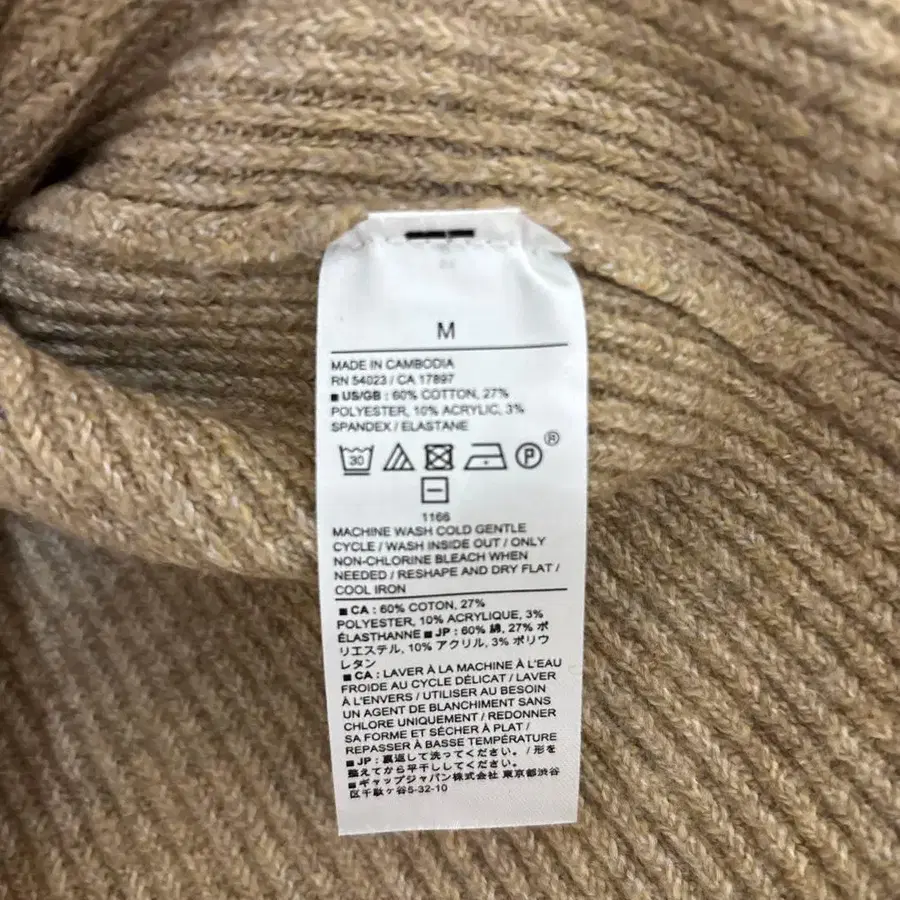 M
MADE IN CAMBODIA
RN 54023 / CA 17897
■ US/GB : 60% COTTON, 27%
POLYESTER, 10% ACRYLIC, 3%
SPANDEX / ELASTANE
30 P ®
1166
MACHINE WASH COLD GENTLE
CYCLE / WASH INSIDE OUT / ONLY
NON-CHLORINE BLEACH WHEN
NEEDED / RESHAPE AND DRY FLAT /
COOL IRON
■ CA : 60% COTON, 27%
POLYESTER, 10% ACRYLIQUE, 3%
ÉLASTHANNE ■ JP : 60% 綿, 27% ポ
リエステル, 10% アクリル, 3% ポリウ
レタン
■ CA : LAVER À LA MACHINE À L'EAU
FROIDE AU CYCLE DÉLICAT / LAVER
À L'ENVERS / UTILISER AU BESOIN
UN AGENT DE BLANCHIMENT SANS
CHLORE UNIQUEMENT / REDONNER
SA FORME ET SÉCHER À PLAT /
REPASSER À BASSE TEMPÉRATURE
■ JP : 裏返して洗ってください。 / 形を
整えてから平干ししてください。
■ ギャップジャパン株式会社 東京都渋谷
区千駄ヶ谷5-32-10